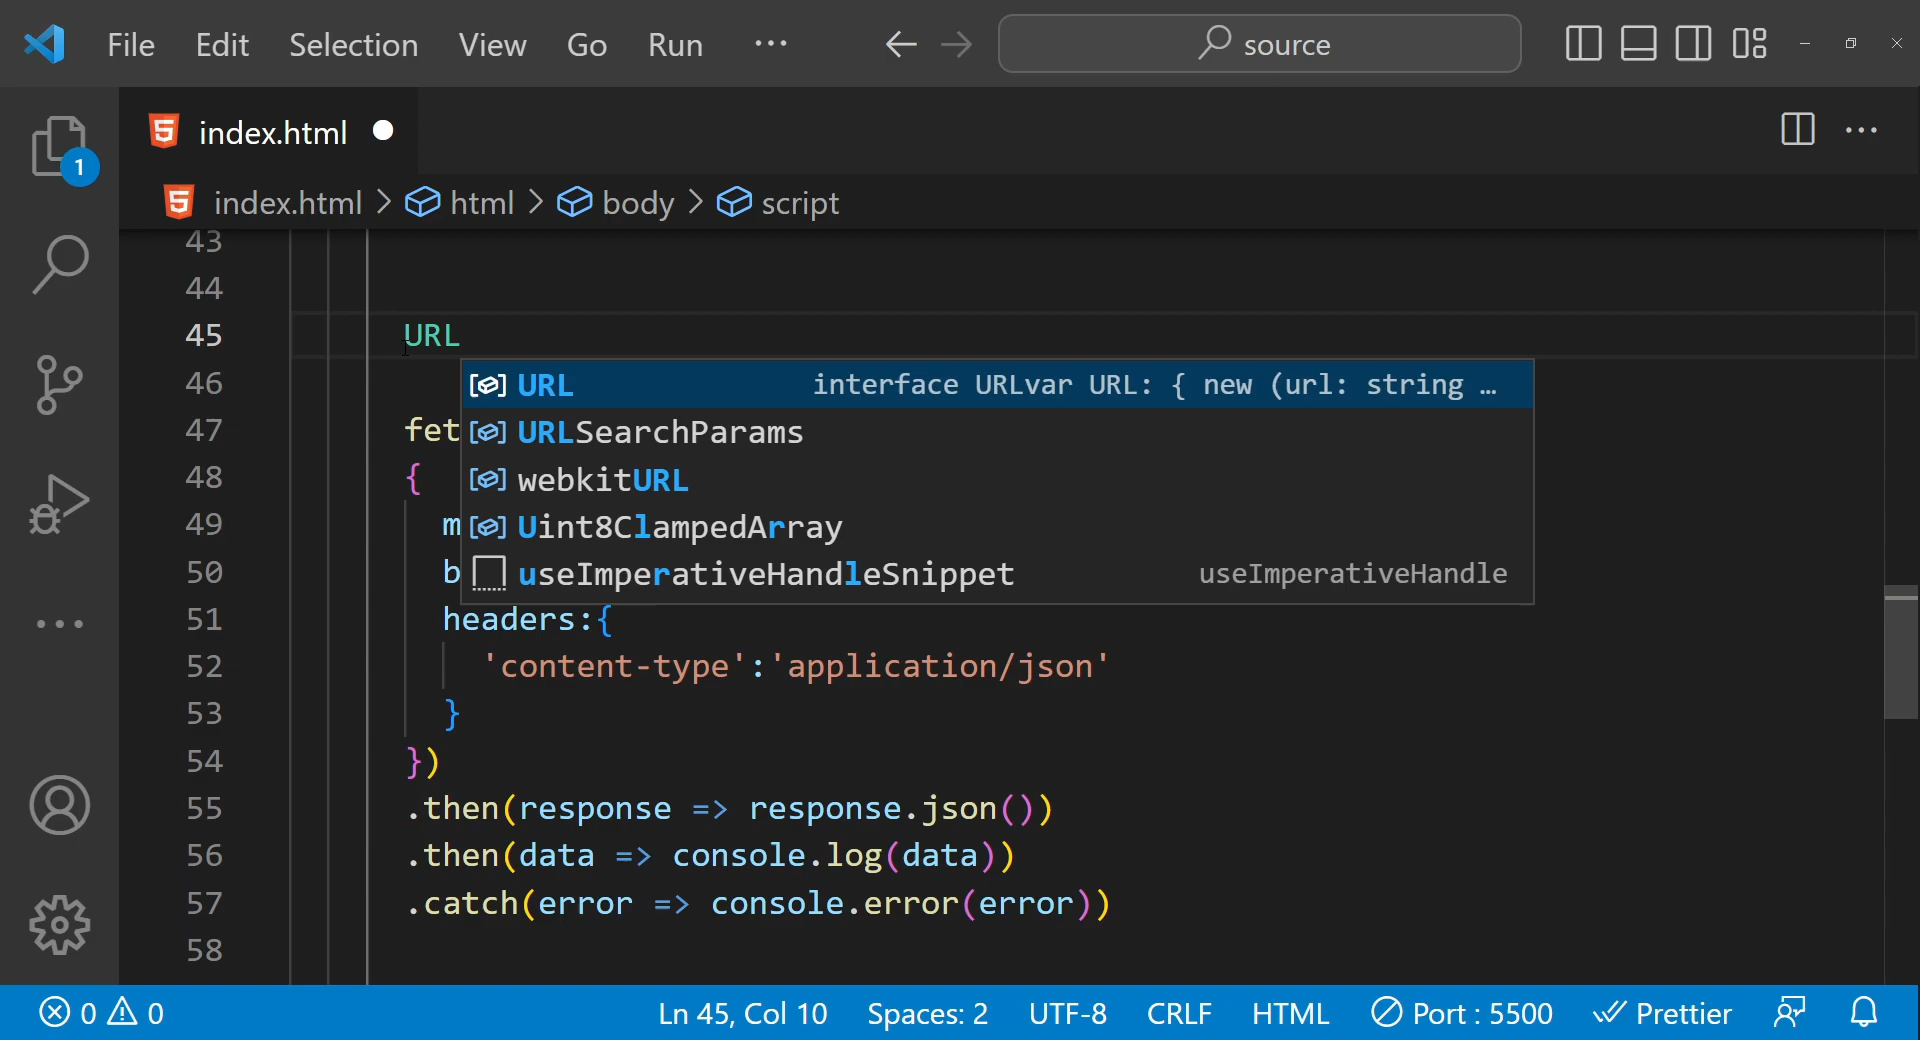 File Edit Selection View Go Run ··· source
1
index.html
index.html > html > body > script
43
44
45 URL
46 URL interface URLvar URL: { new (url: string …
47 fet URLSearchParams
48 { webkitURL
49 m Uint8ClampedArray
50 b useImperativeHandleSnippet useImperativeHandle
51 headers:{
52 'content-type':'application/json'
53 }
54 })
55 .then(response => response.json())
56 .then(data => console.log(data))
57 .catch(error => console.error(error))
58
0 0 Ln 45, Col 10 Spaces: 2 UTF-8 CRLF HTML Port : 5500 Prettier